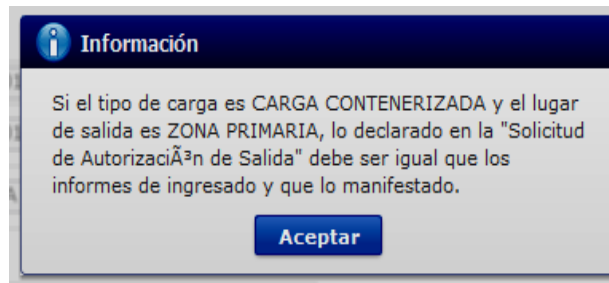 Información
Si el tipo de carga es CARGA CONTENERIZADA y el lugar
de salida es ZONA PRIMARIA, lo declarado en la "Solicitud
de AutorizaciÃ³n de Salida" debe ser igual que los
informes de ingresado y que lo manifestado.
Aceptar